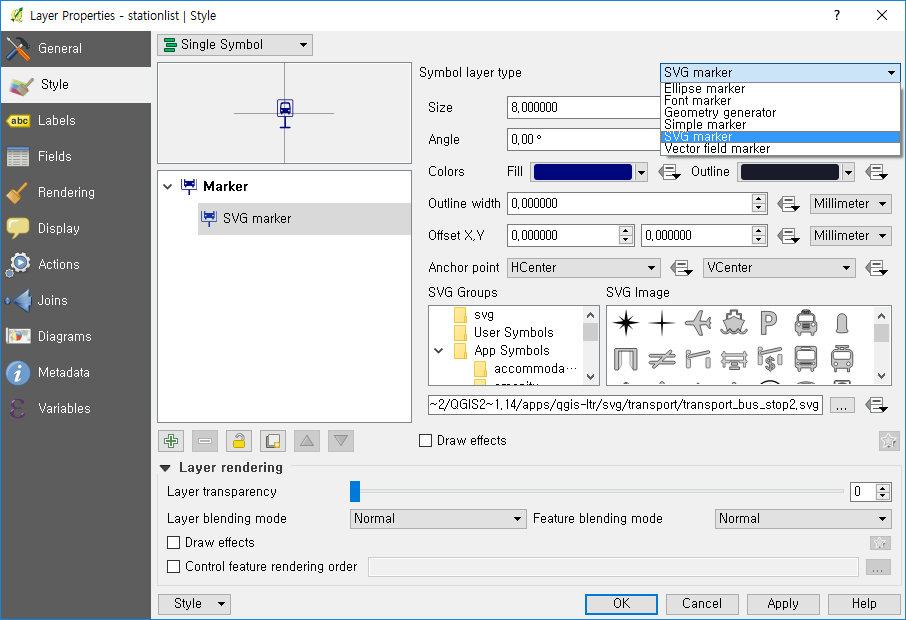 Layer Properties - stationlist | Style
General
Style
abc Labels
Fields
Rendering
Display
Actions
Joins
Diagrams
Metadata
Variables
Single Symbol
Marker
SVG marker
Symbol layer type
SVG marker
Ellipse marker
Font marker
Geometry generator
Simple marker
SVG marker
Vector field marker
Size 8,000000
Angle 0,00 °
Colors Fill Outline
Outline width 0,000000 Millimeter
Offset X,Y 0,000000 0,000000 Millimeter
Anchor point HCenter VCenter
SVG Groups SVG Image
svg
User Symbols
App Symbols
accommoda···
~2/QGIS2~1,14/apps/qgis-ltr/svg/transport/transport_bus_stop2,svg ...
Draw effects
Layer rendering
Layer transparency 0
Layer blending mode Normal Feature blending mode Normal
Draw effects
Control feature rendering order ...
Style OK Cancel Apply Help